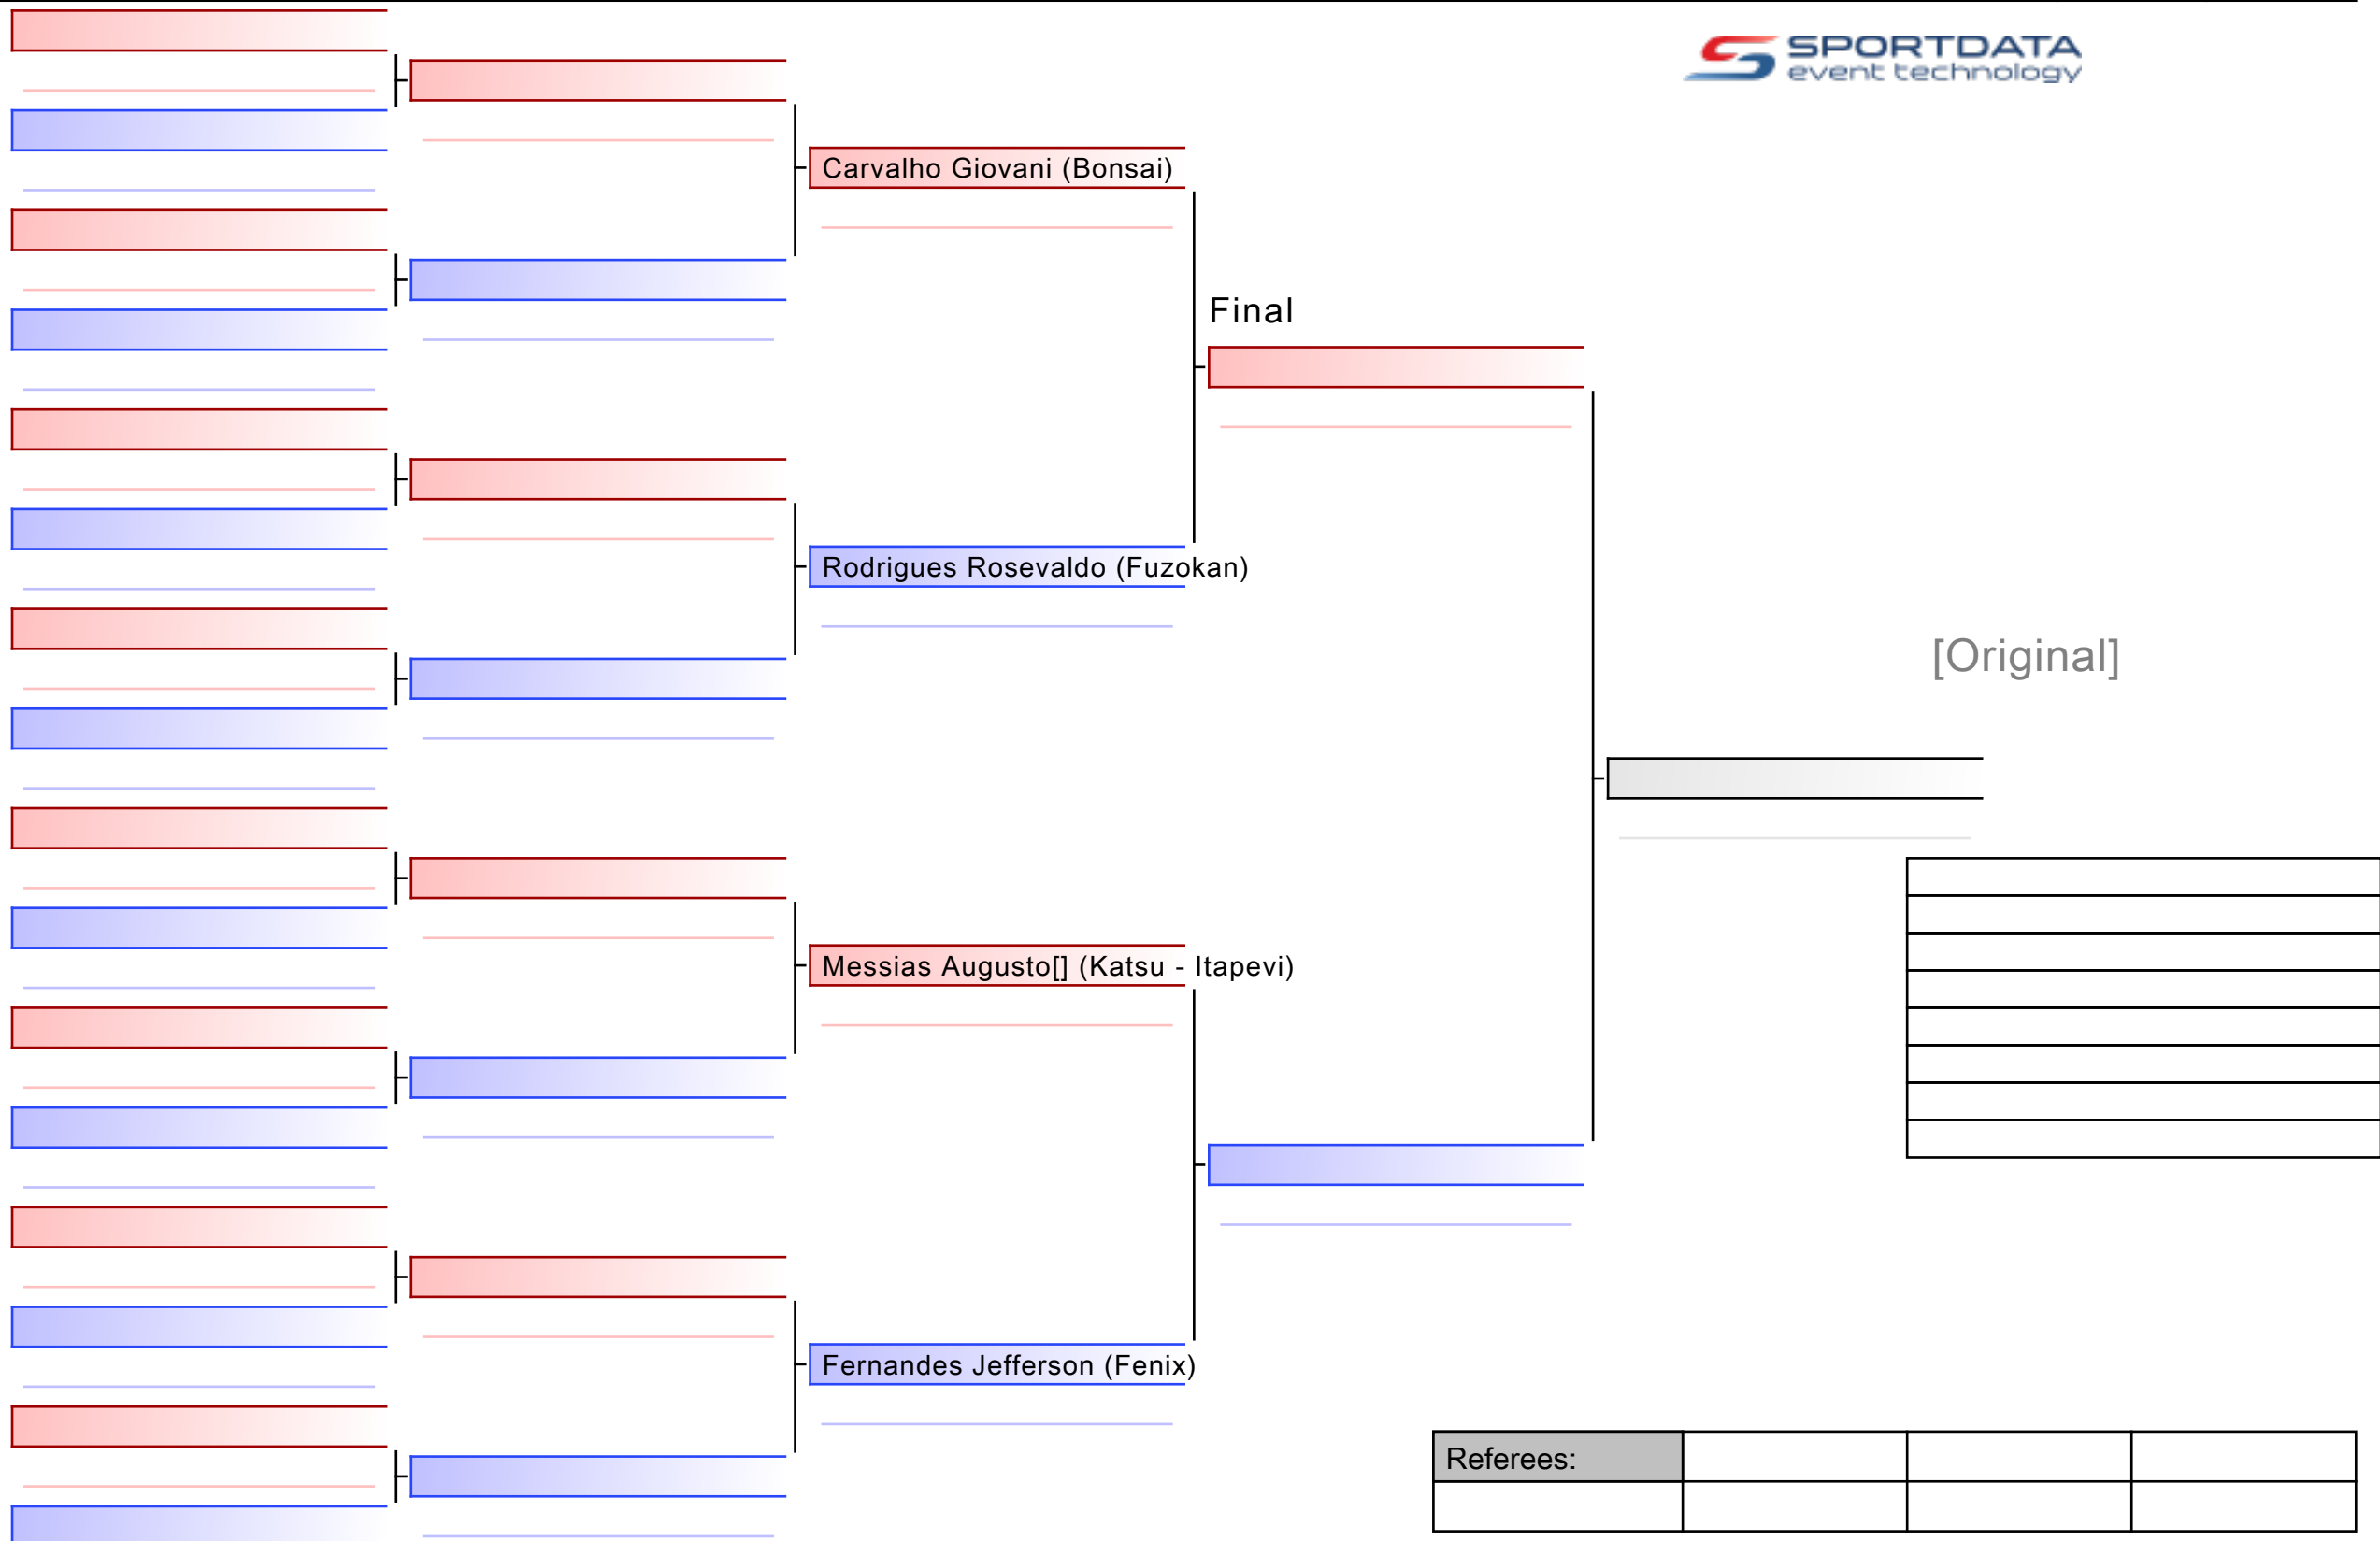 SPORTDATA
event technology
Carvalho Giovani (Bonsai)
Final
Rodrigues Rosevaldo (Fuzokan)
[Original]
Messias Augusto[] (Katsu - Itapevi)
Fernandes Jefferson (Fenix)
Referees: